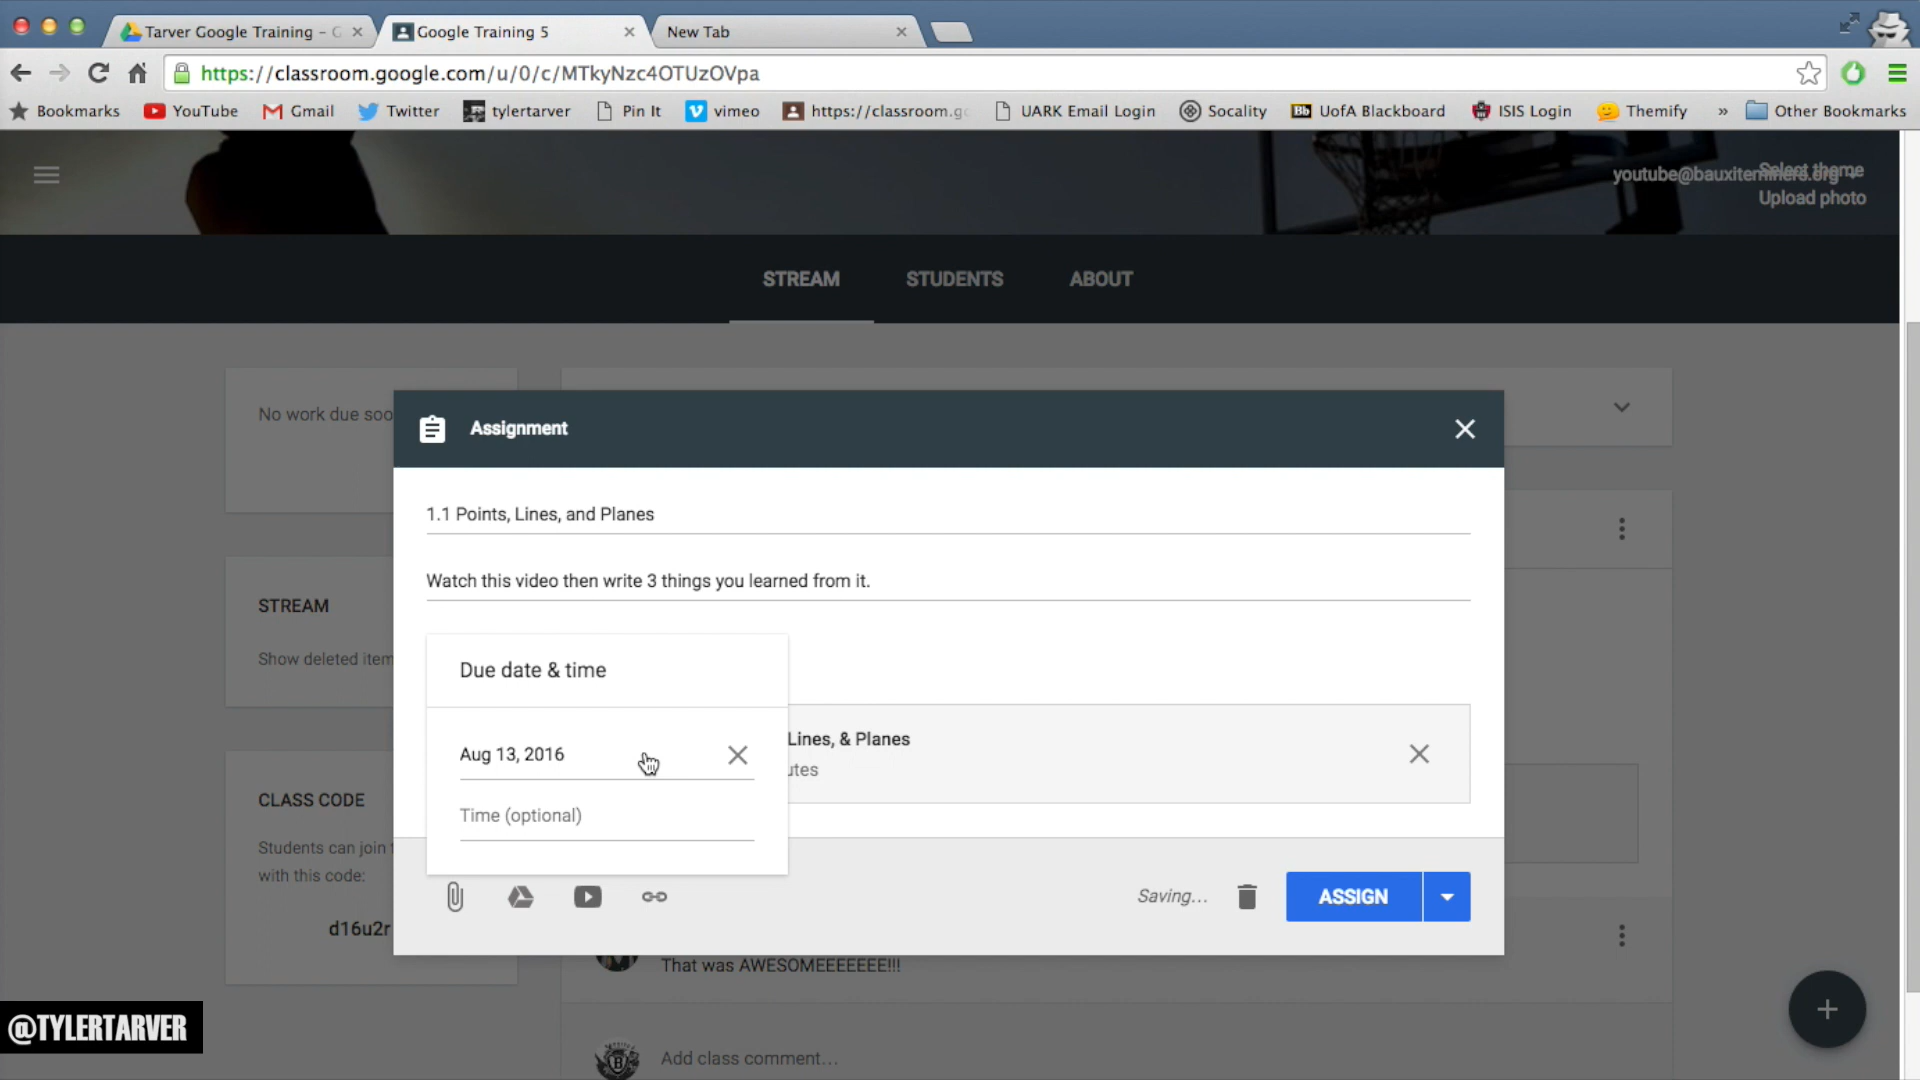 Tarver Google Training –
Google Training 5
New Tab
https://classroom.google.com/u/0/c/MTkyNzc4OTUzOVpa
Bookmarks
YouTube
Gmail
Twitter
tylertarver
Pin It
vimeo
https://classroom.go
UARK Email Login
Socality
Bb UofA Blackboard
ISIS Login
Themify
»
Other Bookmarks
youtube@bauxiteminers.org
Select theme
Upload photo
STREAM
STUDENTS
ABOUT
No work due soo
Assignment
1.1 Points, Lines, and Planes
Watch this video then write 3 things you learned from it.
STREAM
Show deleted item
Due date & time
Aug 13, 2016
Lines, & Planes
utes
Time (optional)
CLASS CODE
Students can join
with this code:
d16u2r
Saving...
ASSIGN
That was AWESOMEEEEEEE!!!
Add class comment...
@TYLERTARVER